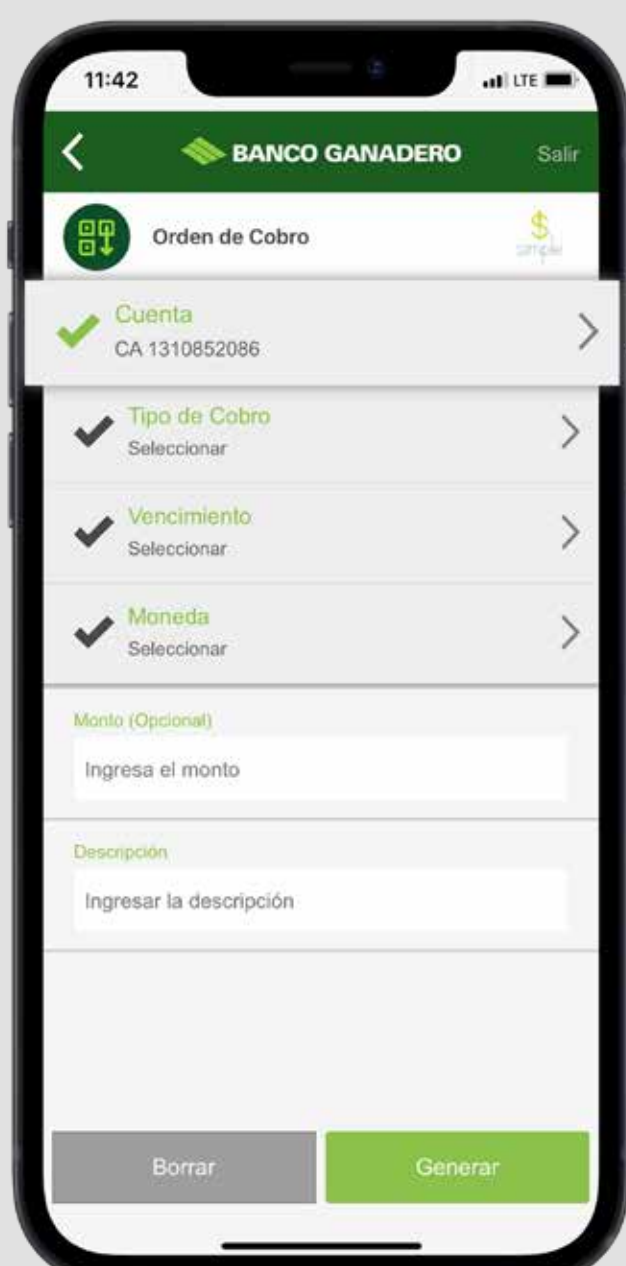 11:42
LTE
BANCO GANADERO
Salir
Orden de Cobro
simple
Cuenta
CA 1310852086
Tipo de Cobro
Seleccionar
Vencimiento
Seleccionar
Moneda
Seleccionar
Monto (Opcional)
Ingresa el monto
Descripción
Ingresar la descripción
Borrar
Generar